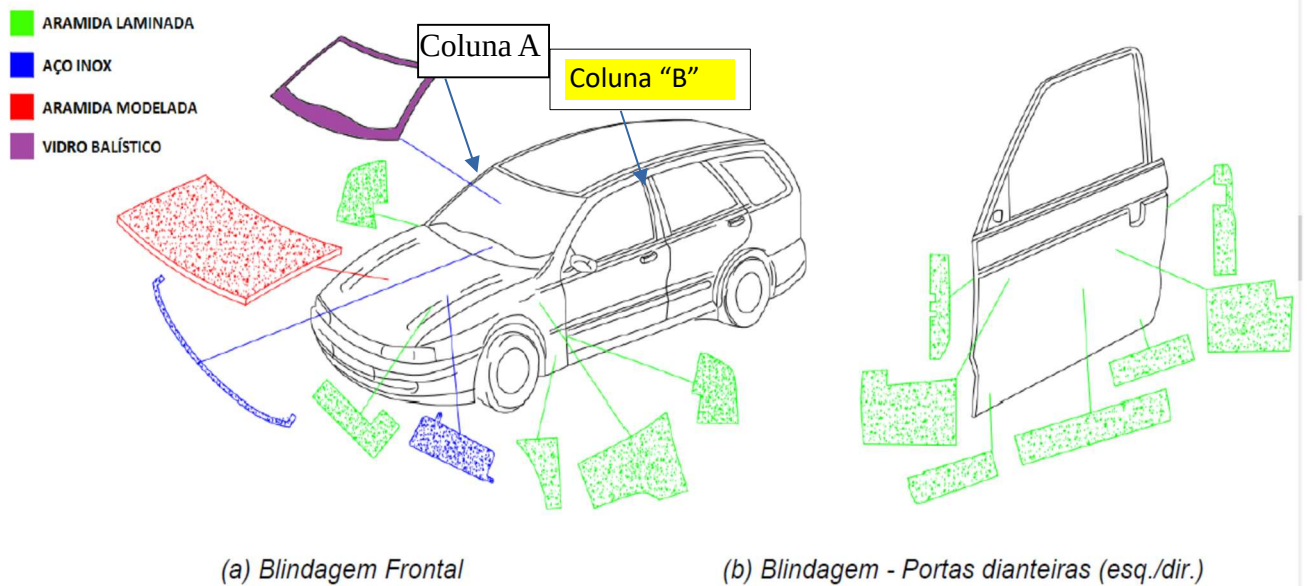 ARAMIDA LAMINADA
AÇO INOX
ARAMIDA MODELADA
VIDRO BALÍSTICO
Coluna A
Coluna “B”
(a) Blindagem Frontal
(b) Blindagem - Portas dianteiras (esq./dir.)